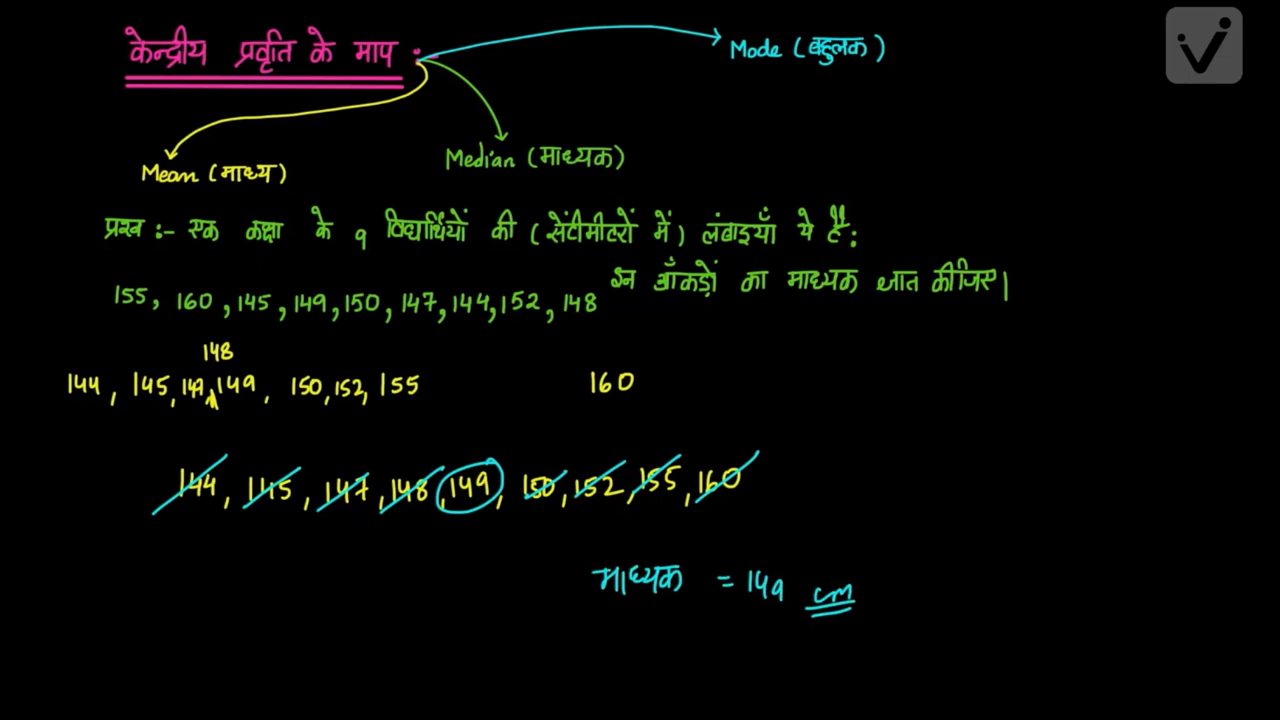 केन्द्रीय प्रवृति के माप :-
Mode (बहुलक)
Median (माध्यक)
Mean (माध्य)
प्रश्न :- एक कक्षा के 9 विद्यार्थियों की (सेंटीमीटरों में) लंबाइयाँ ये हैं:
155, 160, 145, 149, 150, 147, 144, 152, 148
इन आँकड़ों का माध्यक ज्ञात कीजिए।
148
144, 145, 147, 149, 150, 152, 155 160
144, 145, 147, 148, 149, 150, 152, 155, 160
माध्यक = 149 cm